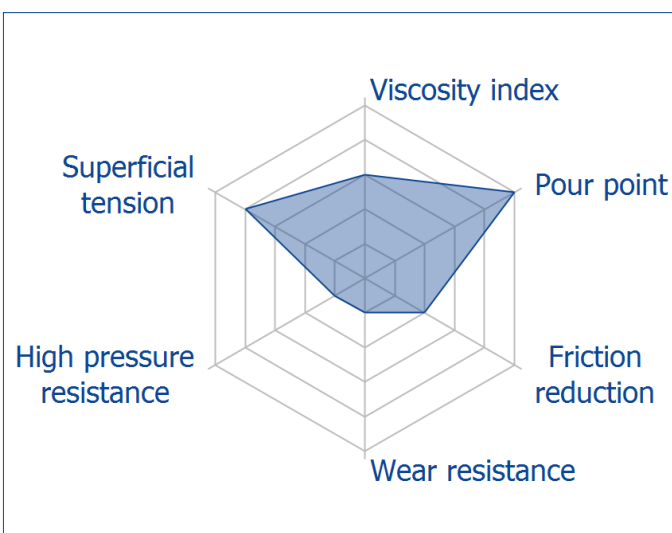 Viscosity index
Superficial
tension
Pour point
High pressure
resistance
Friction
reduction
Wear resistance